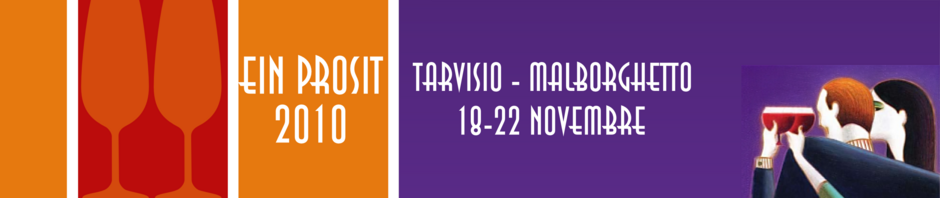 EIN PROSIT
2010
TARVISIO - MALBORGHETTO
18-22 NOVEMBRE